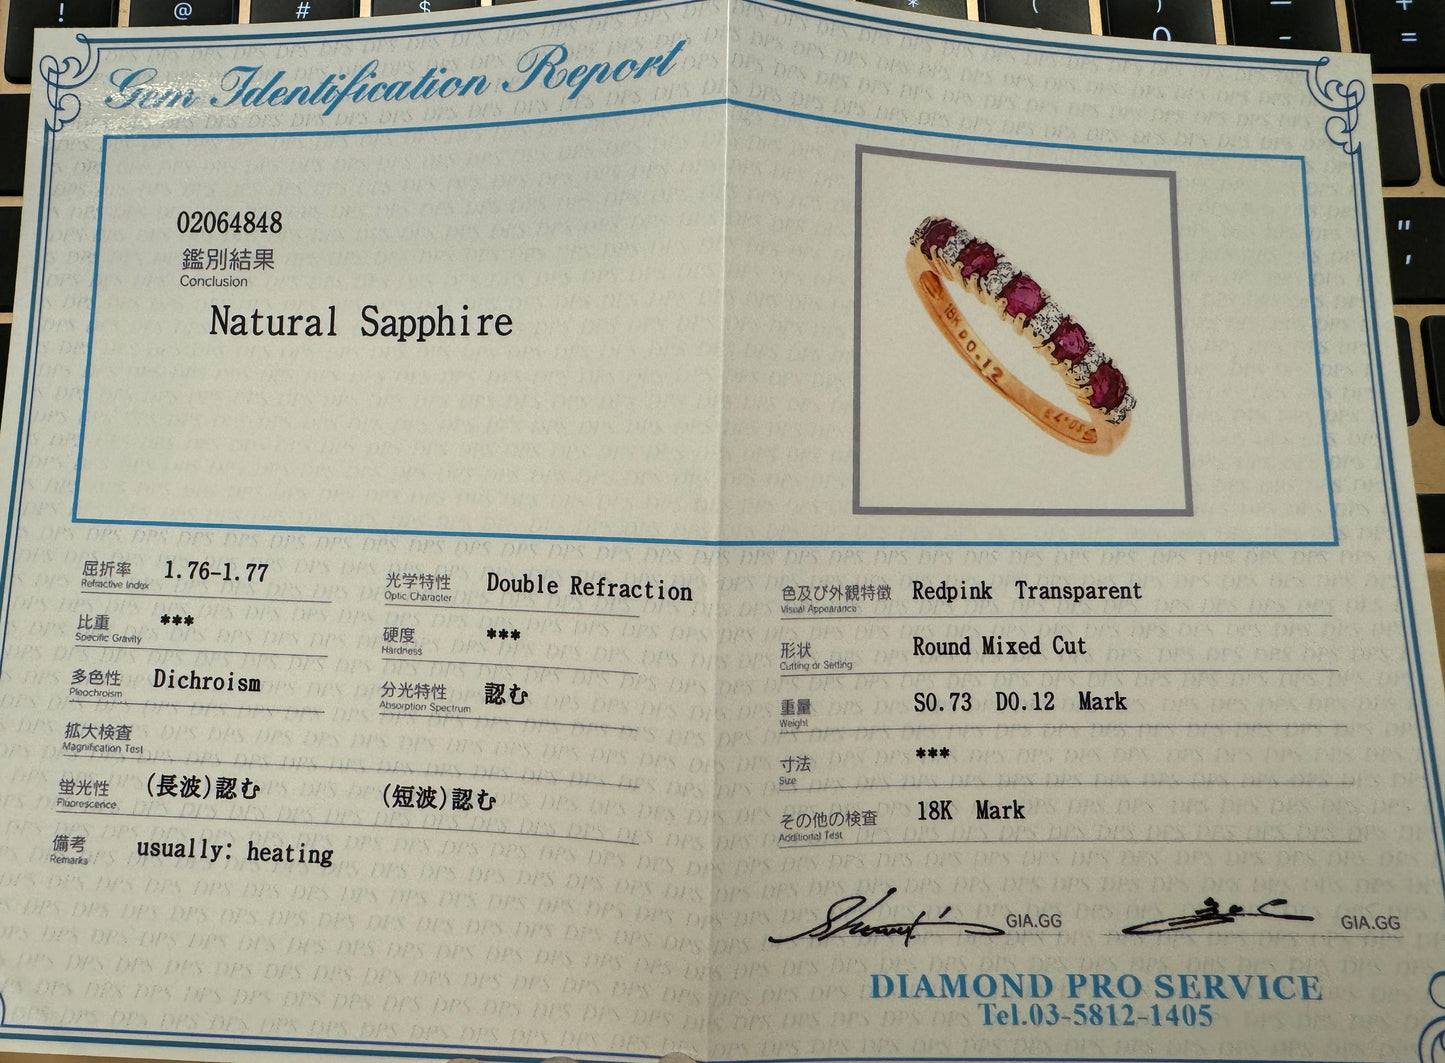 Gem Identification Report
02064848
鑑別結果
Conclusion
Natural Sapphire
18K D0.12
屈折率 1.76-1.77
Refractive Index
光学特性 Double Refraction
Optic Character
比重 ***
Specific Gravity
硬度 ***
Hardness
多色性 Dichroism
Pleochroism
分光特性 認む
Absorption Spectrum
拡大検査
Magnification Test
蛍光性 (長波)認む (短波)認む
Fluorescence
備考 usually: heating
Remarks
色及び外観特徴 Redpink Transparent
Visual Appearance
形状 Round Mixed Cut
Cutting or Setting
重量 S0.73 D0.12 Mark
Weight
寸法 ***
Size
その他の検査 18K Mark
Additional Test
GIA.GG GIA.GG
DIAMOND PRO SERVICE
Tel.03-5812-1405